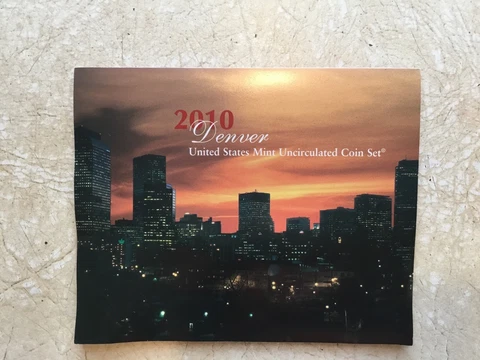 2010
Denver
United States Mint Uncirculated Coin Set®